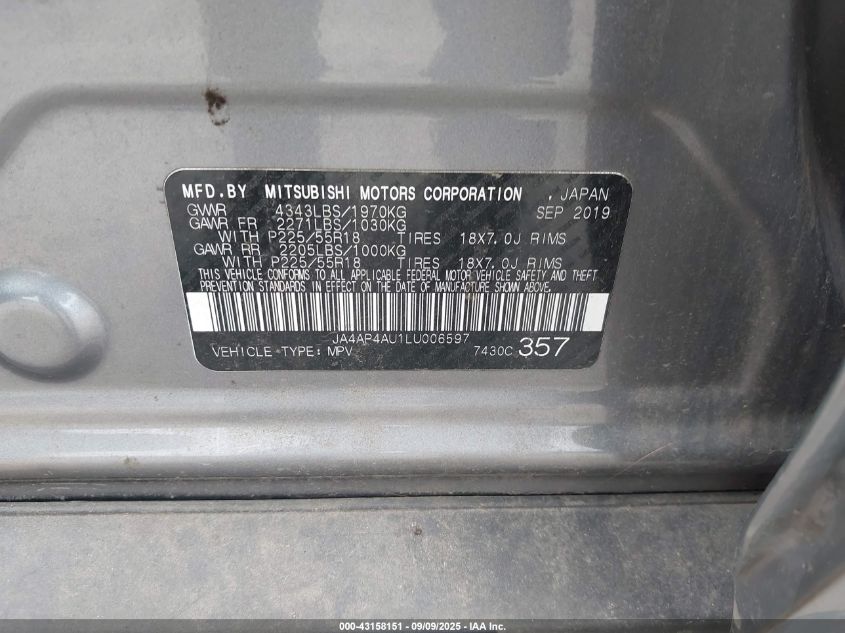 MFD.BY MITSUBISHI MOTORS CORPORATION , JAPAN
GVWR 4343LBS/1970KG SEP 2019
GAWR FR 2271LBS/1030KG
WITH P225/55R18 TIRES 18X7.0J RIMS
GAWR RR 2205LBS/1000KG
WITH P225/55R18 TIRES 18X7.0J RIMS
THIS VEHICLE CONFORMS TO ALL APPLICABLE FEDERAL MOTOR VEHICLE SAFETY AND THEFT
PREVENTION STANDARDS IN EFFECT ON THE DATE OF MANUFACTURE SHOWN ABOVE.
JA4AP4AU1LU006597
VEHICLE-TYPE:MPV 7430C 357
000-43158151 - 09/09/2025 - IAA Inc.